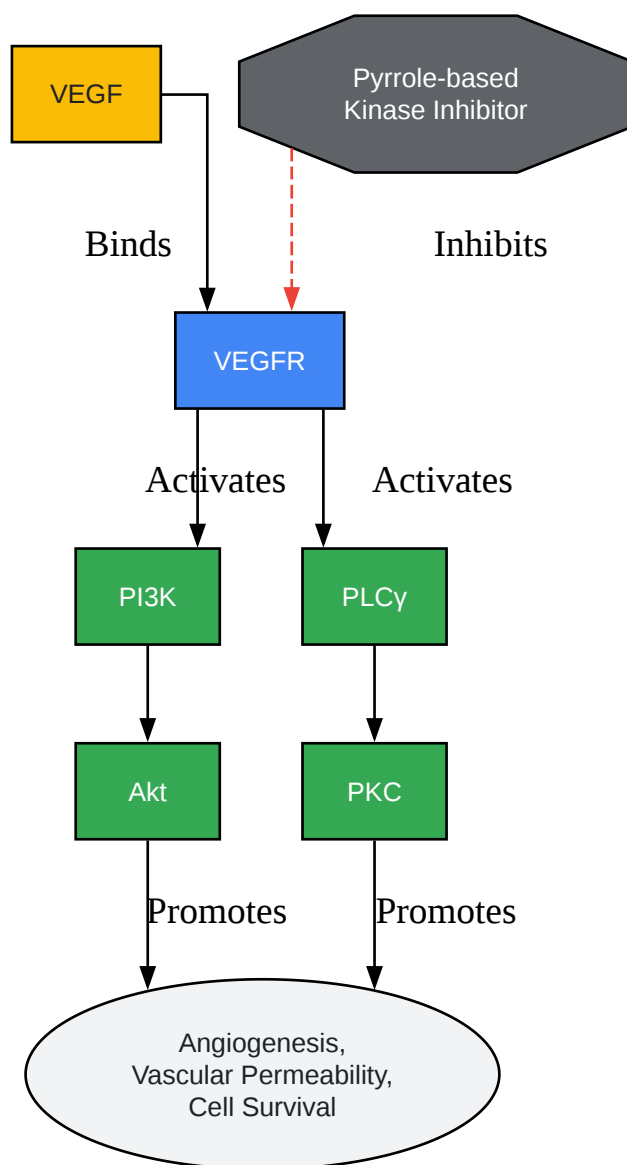 VEGF
Pyrrole-based
Kinase Inhibitor
Binds
Inhibits
VEGFR
Activates
Activates
PI3K
PLCγ
Akt
PKC
Promotes
Promotes
Angiogenesis,
Vascular Permeability,
Cell Survival